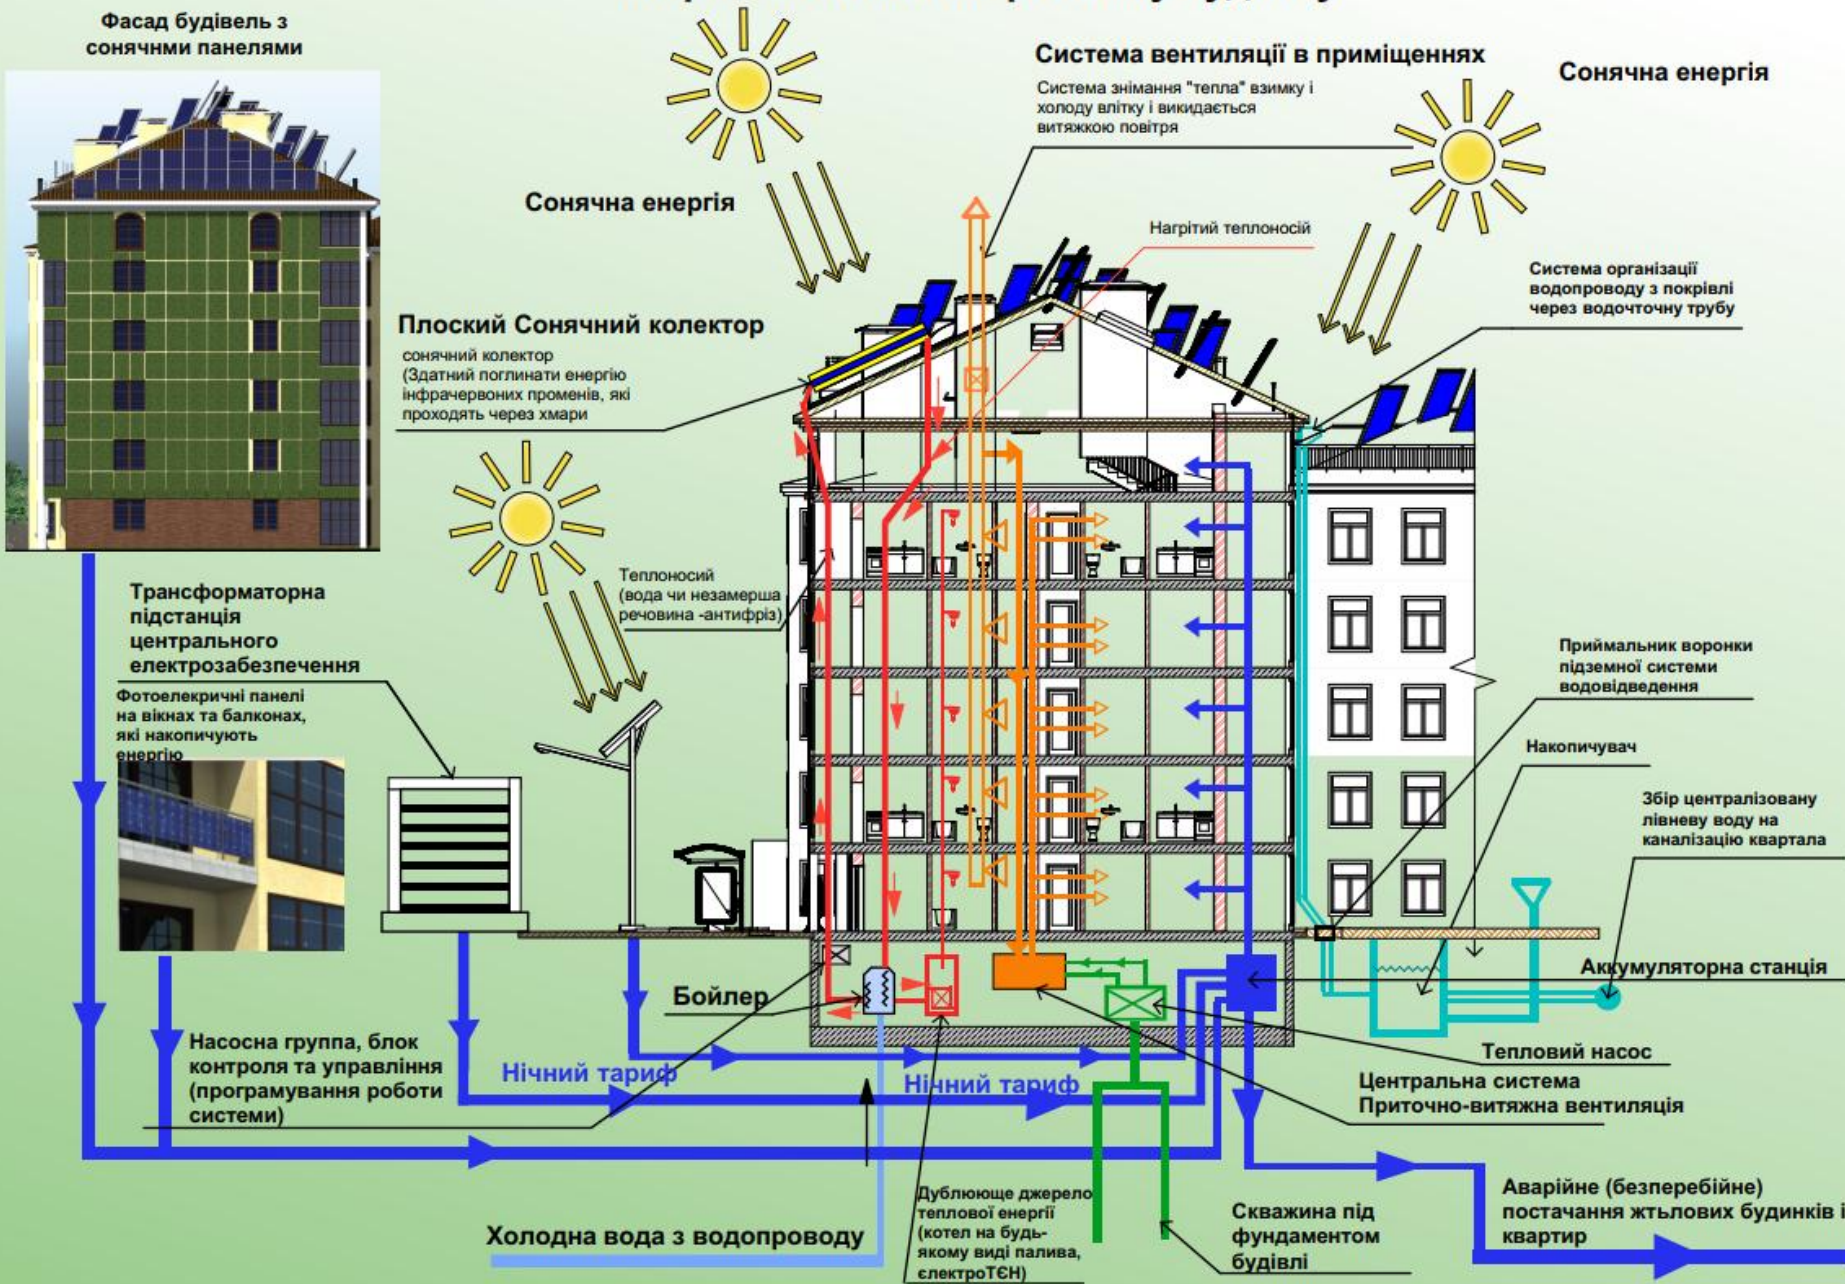 Фасад будівель з
сонячнми панелями
Система вентиляції в приміщеннях
Система знімання "тепла" взимку і
холоду влітку і викидається
витяжкою повітря
Сонячна енергія
Сонячна енергія
Нагрітий теплоносій
Система організації
водопроводу з покрівлі
через водочточну трубу
Плоский Сонячний колектор
сонячний колектор
(Здатний поглинати енергію
інфрачервоних променів, які
проходять через хмари
Теплоносий
(вода чи незамерша
речовина -антифріз)
Трансформаторна
підстанція
центрального
електрозабезпечення
Фотоелекричні панелі
на вікнах та балконах,
які накопичують
енергію
Приймальник воронки
підземної системи
водовідведення
Накопичувач
Збір централізовану
лівневу воду на
каналізацію квартала
Аккумуляторна станція
Бойлер
Насосна группа, блок
контроля та управління
(програмування роботи
системи)
Нічний тариф
Нічний тариф
Тепловий насос
Центральна система
Приточно-витяжна вентиляція
Холодна вода з водопроводу
Дублююще джерело
теплової енергії
(котел на будь-
якому виді палива,
єлектроТЄН)
Скважина під
фундаментом
будівлі
Аварійне (безперебійне)
постачання жтьлових будинків і
квартир